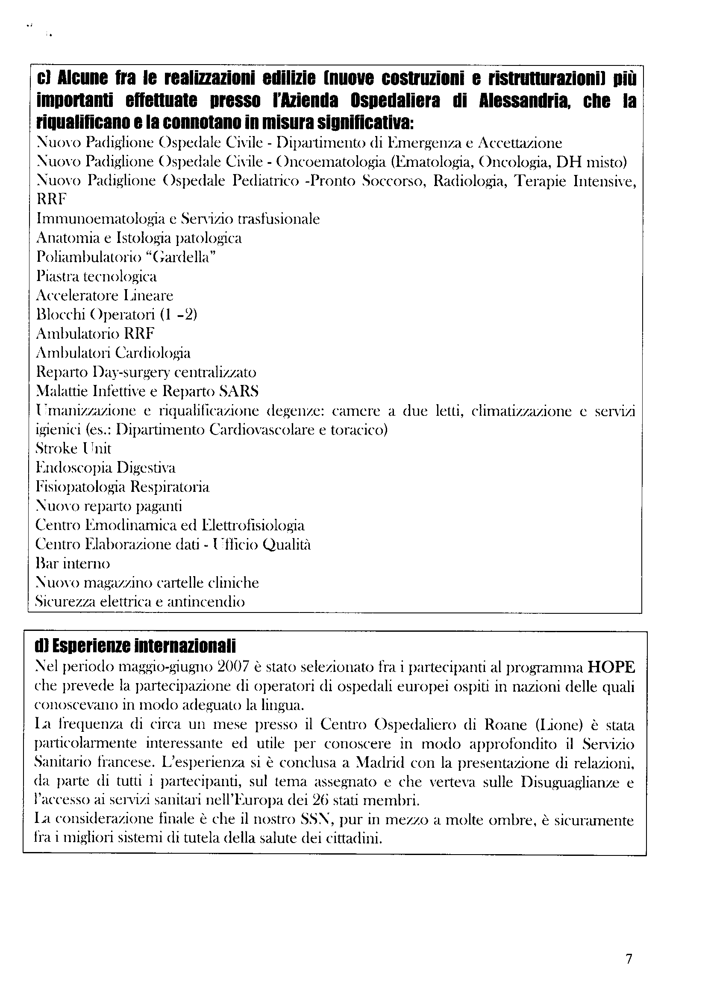 c) Alcune fra le realizzazioni edilizie (nuove costruzioni e ristrutturazioni) più
importanti effettuate presso l'Azienda Ospedaliera di Alessandria, che la
riqualificano e la connotano in misura significativa:
Nuovo Padiglione Ospedale Civile - Dipartimento di Emergenza e Accettazione
Nuovo Padiglione Ospedale Civile - Oncoematologia (Ematologia, Oncologia, DH misto)
Nuovo Padiglione Ospedale Pediatrico -Pronto Soccorso, Radiologia, Terapie Intensive,
RRF
Immunoematologia e Servizio trasfusionale
Anatomia e Istologia patologica
Poliambulatorio “Gardella”
Piastra tecnologica
Acceleratore Lineare
Blocchi Operatori (1 –2)
Ambulatorio RRF
Ambulatori Cardiologia
Reparto Day-surgery centralizzato
Malattie Infettive e Reparto SARS
Umanizzazione e riqualificazione degenze: camere a due letti, climatizzazione e servizi
igienici (es.: Dipartimento Cardiovascolare e toracico)
Stroke Unit
Endoscopia Digestiva
Fisiopatologia Respiratoria
Nuovo reparto paganti
Centro Emodinamica ed Elettrofisiologia
Centro Elaborazione dati - Ufficio Qualità
Bar interno
Nuovo magazzino cartelle cliniche
Sicurezza elettrica e antincendio
d) Esperienze internazionali
Nel periodo maggio-giugno 2007 è stato selezionato fra i partecipanti al programma HOPE
che prevede la partecipazione di operatori di ospedali europei ospiti in nazioni delle quali
conoscevano in modo adeguato la lingua.
La frequenza di circa un mese presso il Centro Ospedaliero di Roane (Lione) è stata
particolarmente interessante ed utile per conoscere in modo approfondito il Servizio
Sanitario francese. L'esperienza si è conclusa a Madrid con la presentazione di relazioni,
da parte di tutti i partecipanti, sul tema assegnato e che verteva sulle Disuguaglianze e
l'accesso ai servizi sanitari nell'Europa dei 26 stati membri.
La considerazione finale è che il nostro SSN, pur in mezzo a molte ombre, è sicuramente
fra i migliori sistemi di tutela della salute dei cittadini.
7